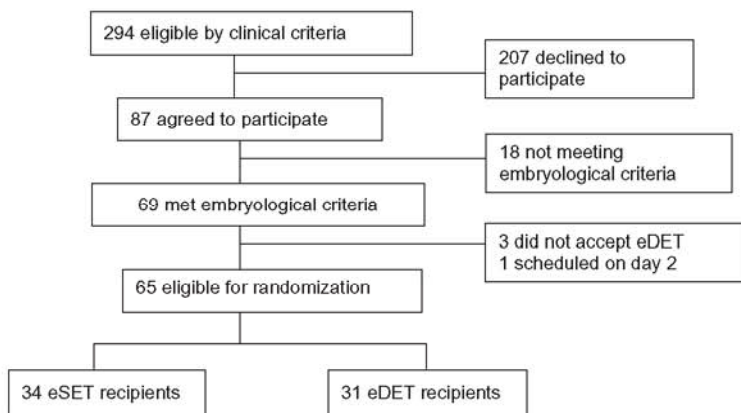 294 eligible by clinical criteria
207 declined to
participate
87 agreed to participate
18 not meeting
embryological criteria
69 met embryological criteria
3 did not accept eDET
1 scheduled on day 2
65 eligible for randomization
34 eSET recipients
31 eDET recipients